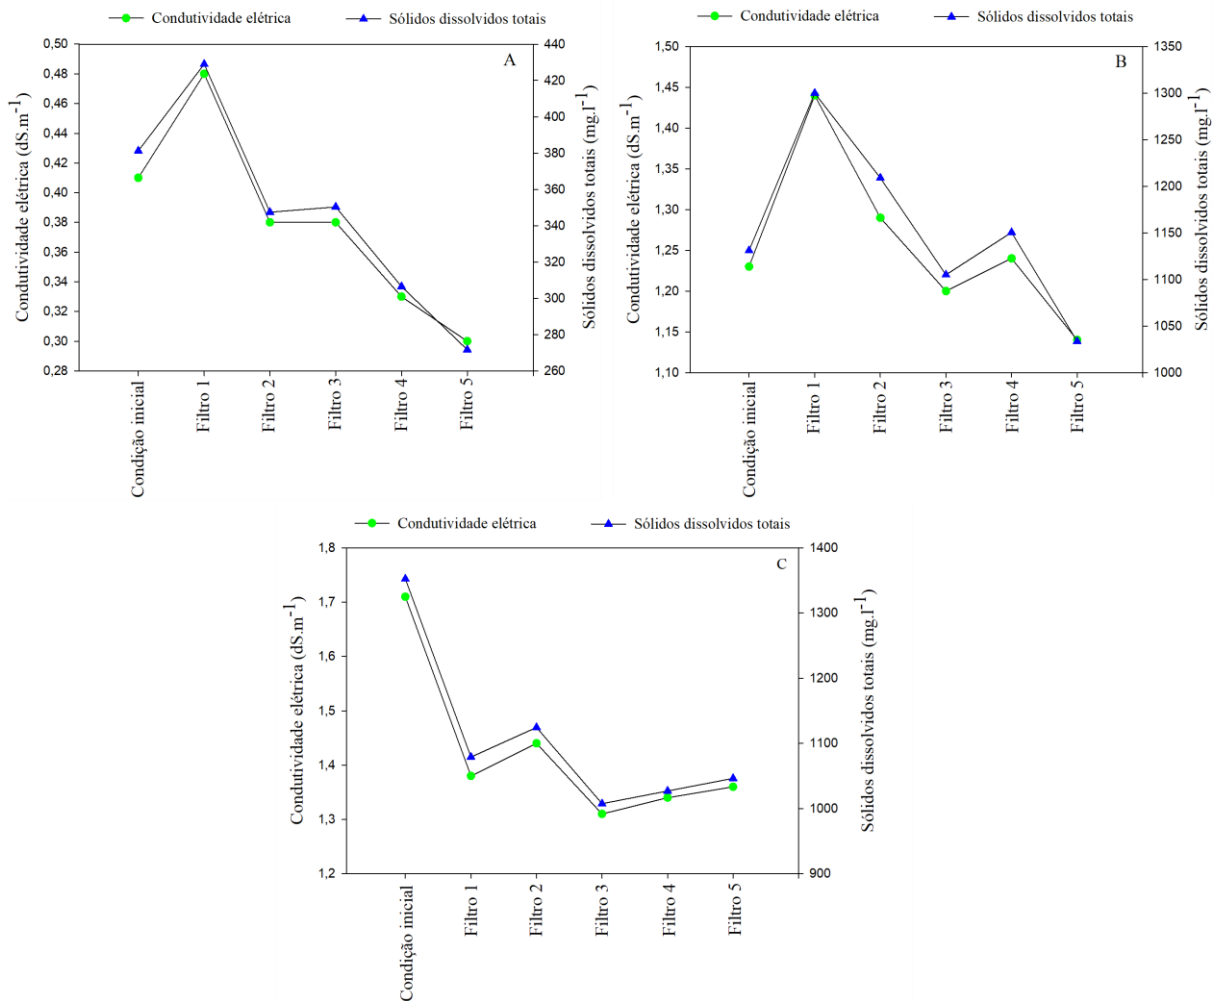 Condutividade elétrica
Sólidos dissolvidos totais
A
Condutividade elétrica (dS.m⁻¹)
0,50
0,48
0,46
0,44
0,42
0,40
0,38
0,36
0,34
0,32
0,30
0,28
440
420
400
380
360
340
320
300
280
260
Sólidos dissolvidos totais (mg.l⁻¹)
Condição inicial
Filtro 1
Filtro 2
Filtro 3
Filtro 4
Filtro 5
Condutividade elétrica
Sólidos dissolvidos totais
B
Condutividade elétrica (dS.m⁻¹)
1,50
1,45
1,40
1,35
1,30
1,25
1,20
1,15
1,10
1350
1300
1250
1200
1150
1100
1050
1000
Sólidos dissolvidos totais (mg.l⁻¹)
Condição inicial
Filtro 1
Filtro 2
Filtro 3
Filtro 4
Filtro 5
Condutividade elétrica
Sólidos dissolvidos totais
C
Condutividade elétrica (dS.m⁻¹)
1,8
1,7
1,6
1,5
1,4
1,3
1,2
1400
1300
1200
1100
1000
900
Sólidos dissolvidos totais (mg.l⁻¹)
Condição inicial
Filtro 1
Filtro 2
Filtro 3
Filtro 4
Filtro 5